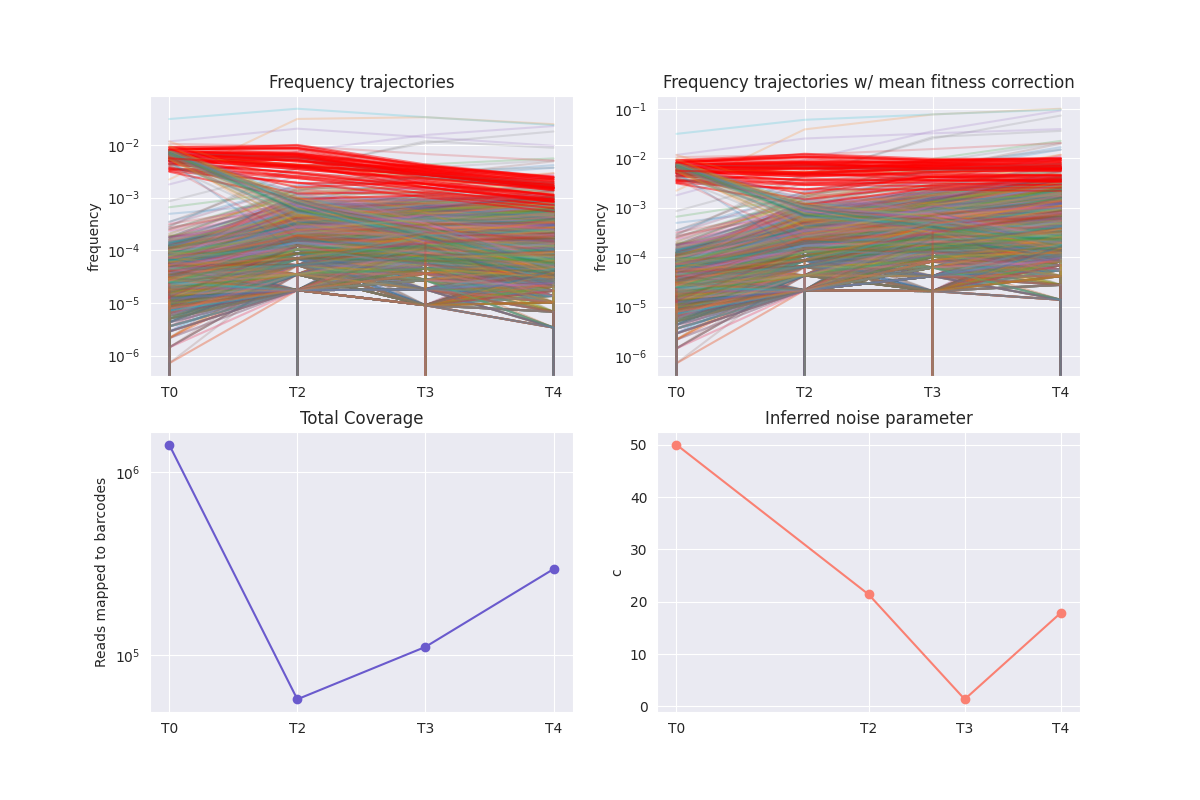 Frequency trajectories
frequency
10^-2
10^-3
10^-4
10^-5
10^-6
T0 T2 T3 T4
Frequency trajectories w/ mean fitness correction
frequency
10^-1
10^-2
10^-3
10^-4
10^-5
10^-6
T0 T2 T3 T4
Total Coverage
Reads mapped to barcodes
10^6
10^5
T0 T2 T3 T4
Inferred noise parameter
c
50
40
30
20
10
0
T0 T2 T3 T4